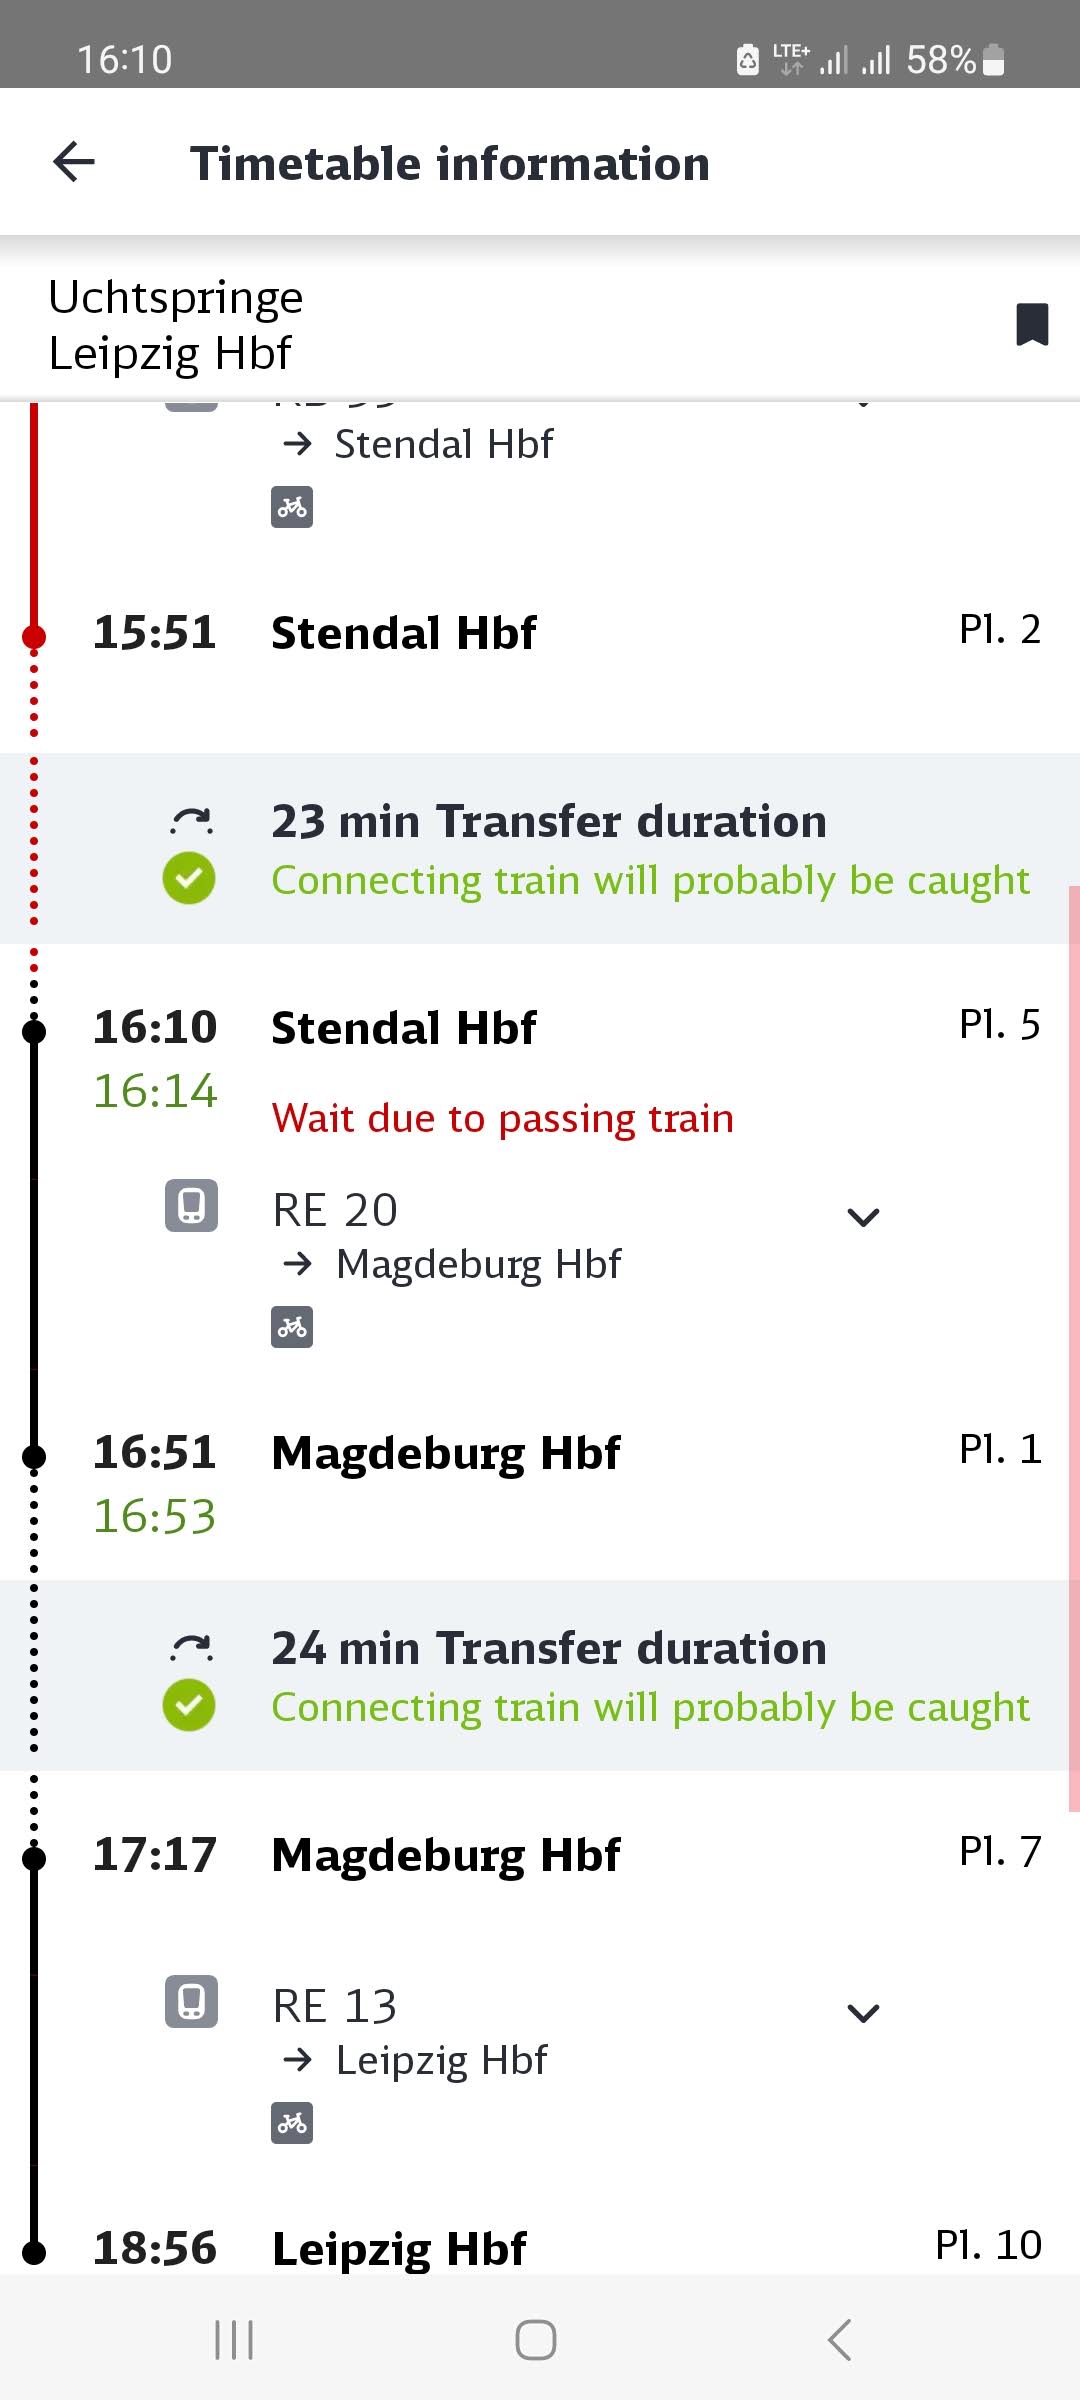 16:10 LTE+ 58%
Timetable information
Uchtspringe
Leipzig Hbf
→ Stendal Hbf
15:51 Stendal Hbf Pl. 2
23 min Transfer duration
Connecting train will probably be caught
16:10 Stendal Hbf Pl. 5
16:14
Wait due to passing train
RE 20
→ Magdeburg Hbf
16:51 Magdeburg Hbf Pl. 1
16:53
24 min Transfer duration
Connecting train will probably be caught
17:17 Magdeburg Hbf Pl. 7
RE 13
→ Leipzig Hbf
18:56 Leipzig Hbf Pl. 10